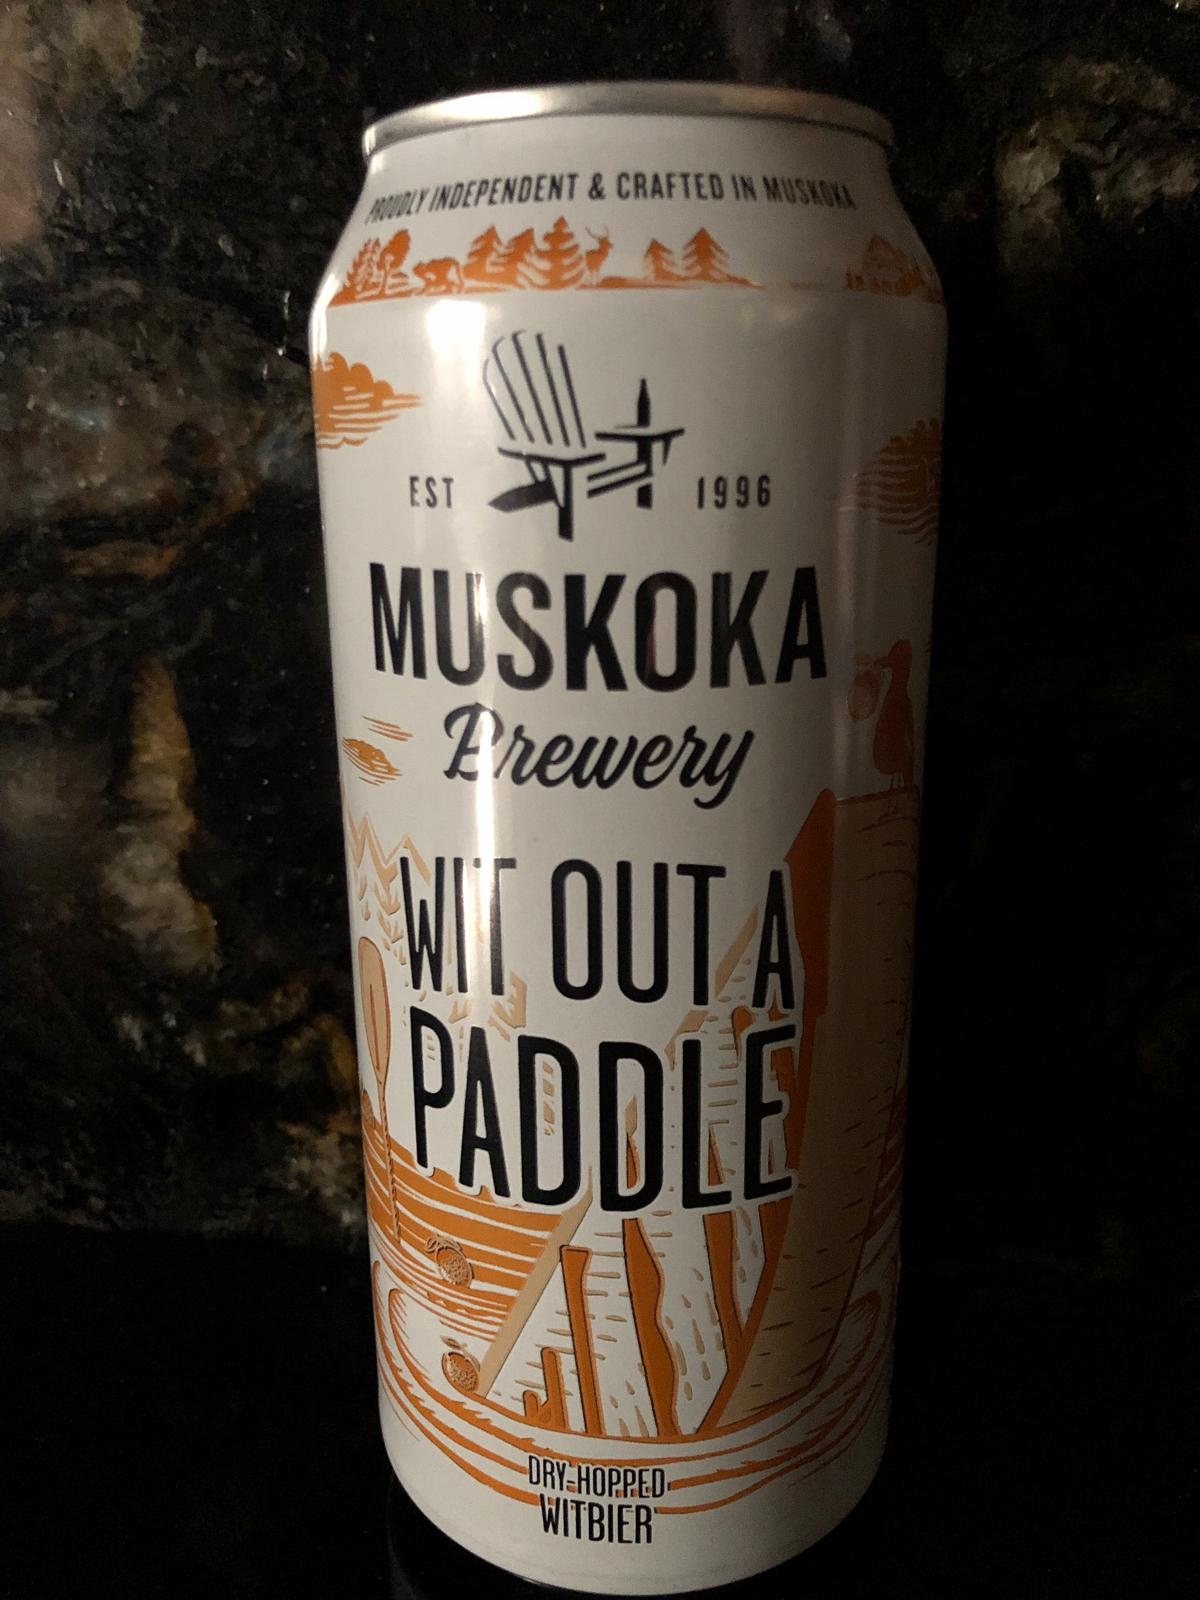 PROUDLY INDEPENDENT & CRAFTED IN MUSKOKA
EST 1996
MUSKOKA
Brewery
WIT OUT A
PADDLE
DRY-HOPPED
WITBIER